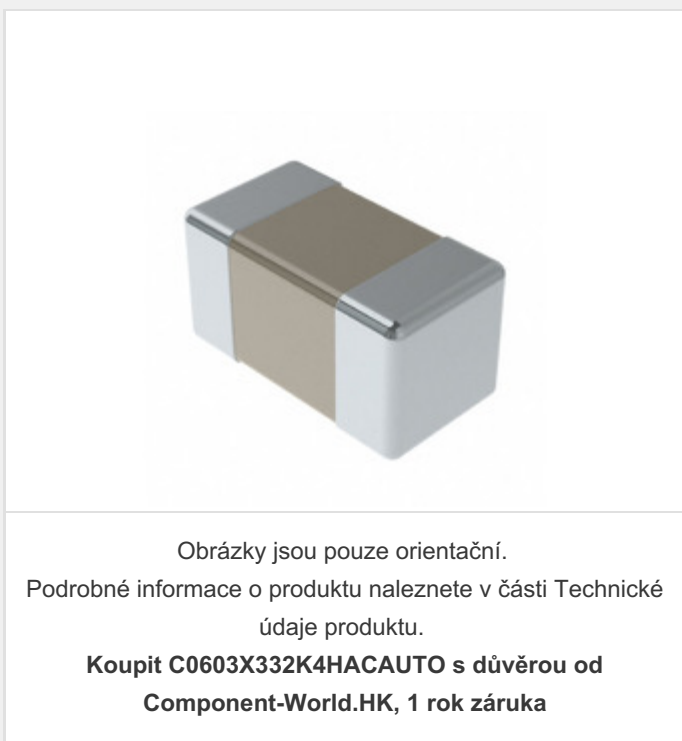 Obrázky jsou pouze orientační.
Podrobné informace o produktu naleznete v části Technické
údaje produktu.
Koupit C0603X332K4HACAUTO s důvěrou od
Component-World.HK, 1 rok záruka